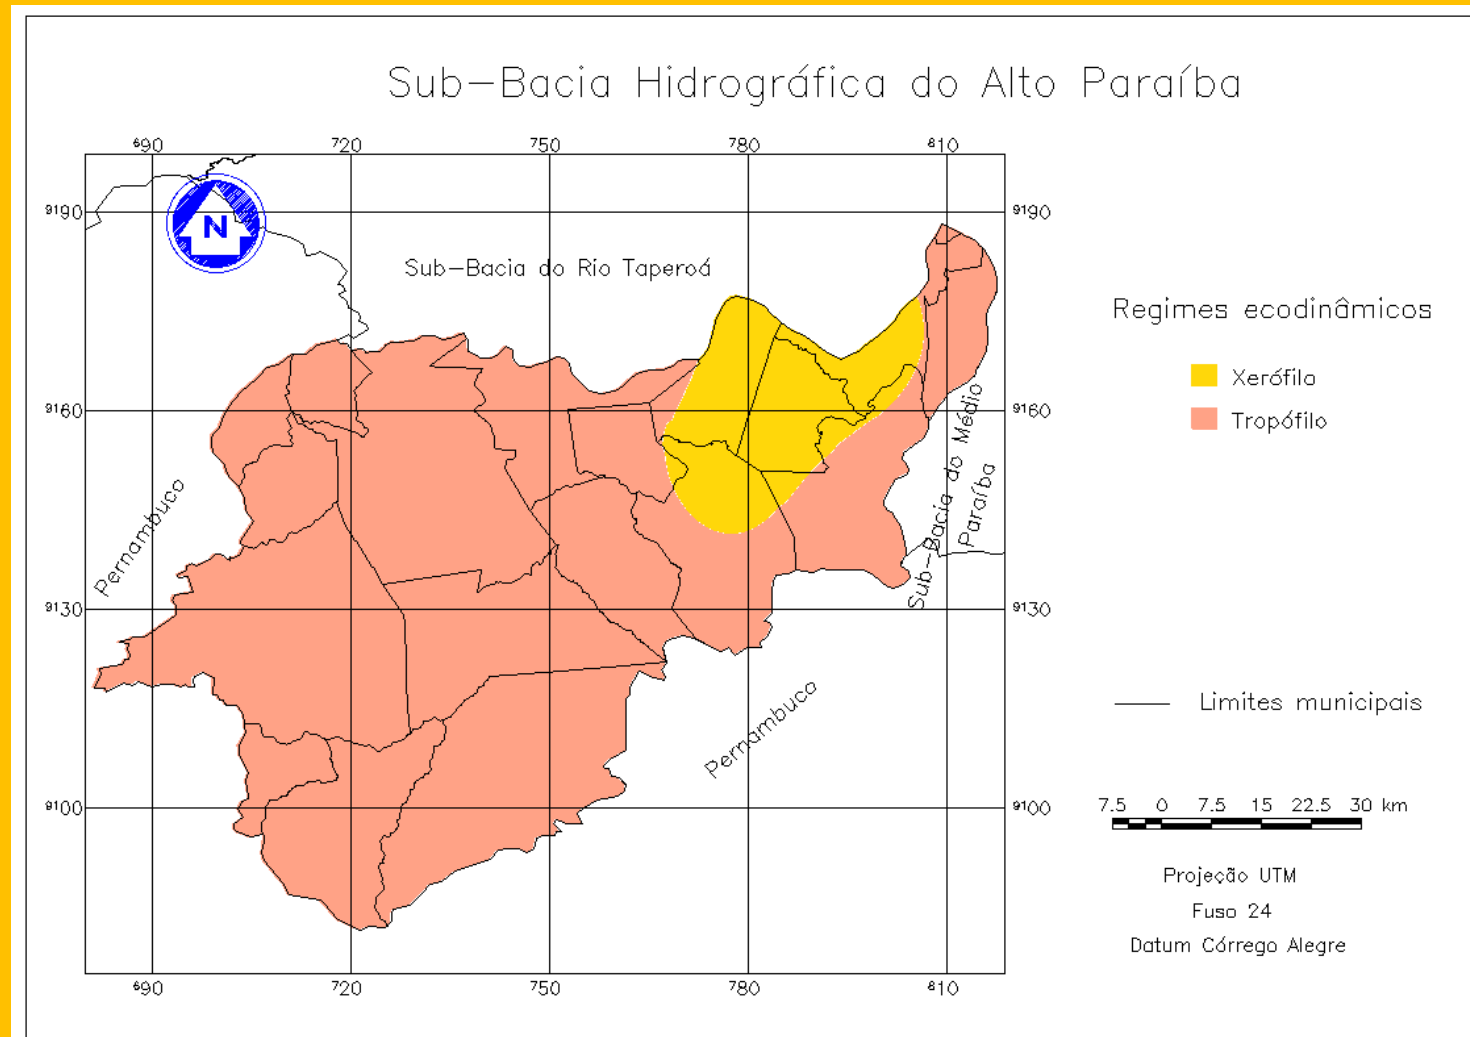 Sub-Bacia Hidrográfica do Alto Paraíba
690 720 750 780 810
9190 9190
N
Sub-Bacia do Rio Taperoá
Regimes ecodinâmicos
Xerófilo
Tropófilo
9160 9160
Pernambuco
Sub-Bacia do Médio
Paraíba
9130 9130
Pernambuco
Limites municipais
9100 9100
7.5 0 7.5 15 22.5 30 km
Projeção UTM
Fuso 24
Datum Córrego Alegre
690 720 750 780 810